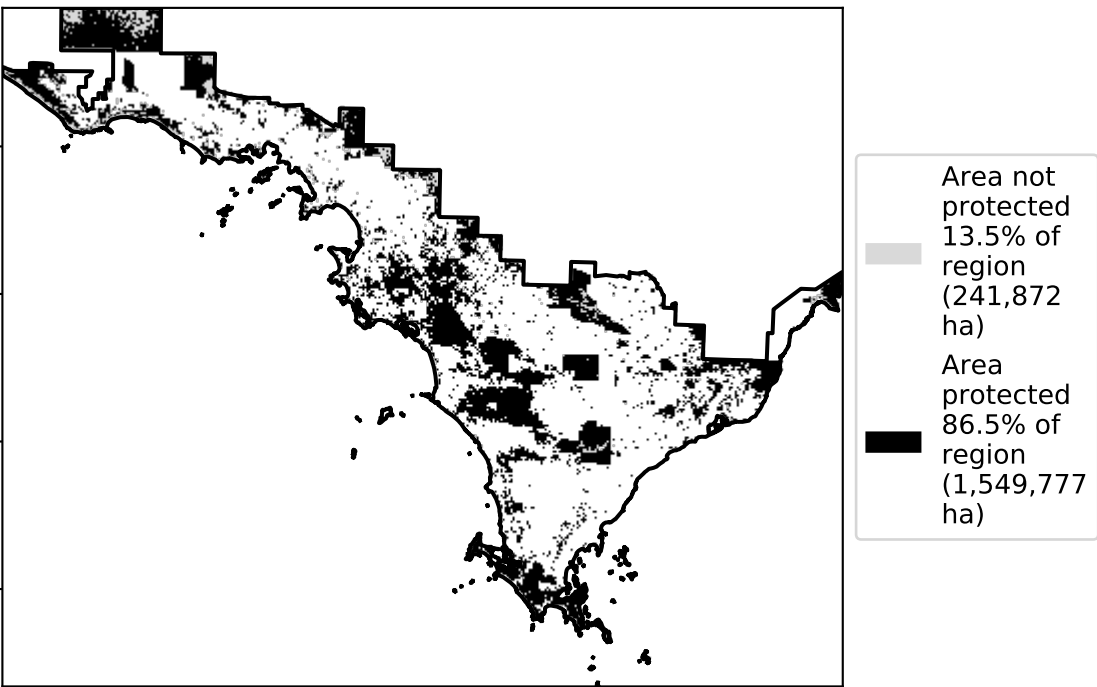 Area not
protected
13.5% of
region
(241,872
ha)
Area
protected
86.5% of
region
(1,549,777
ha)